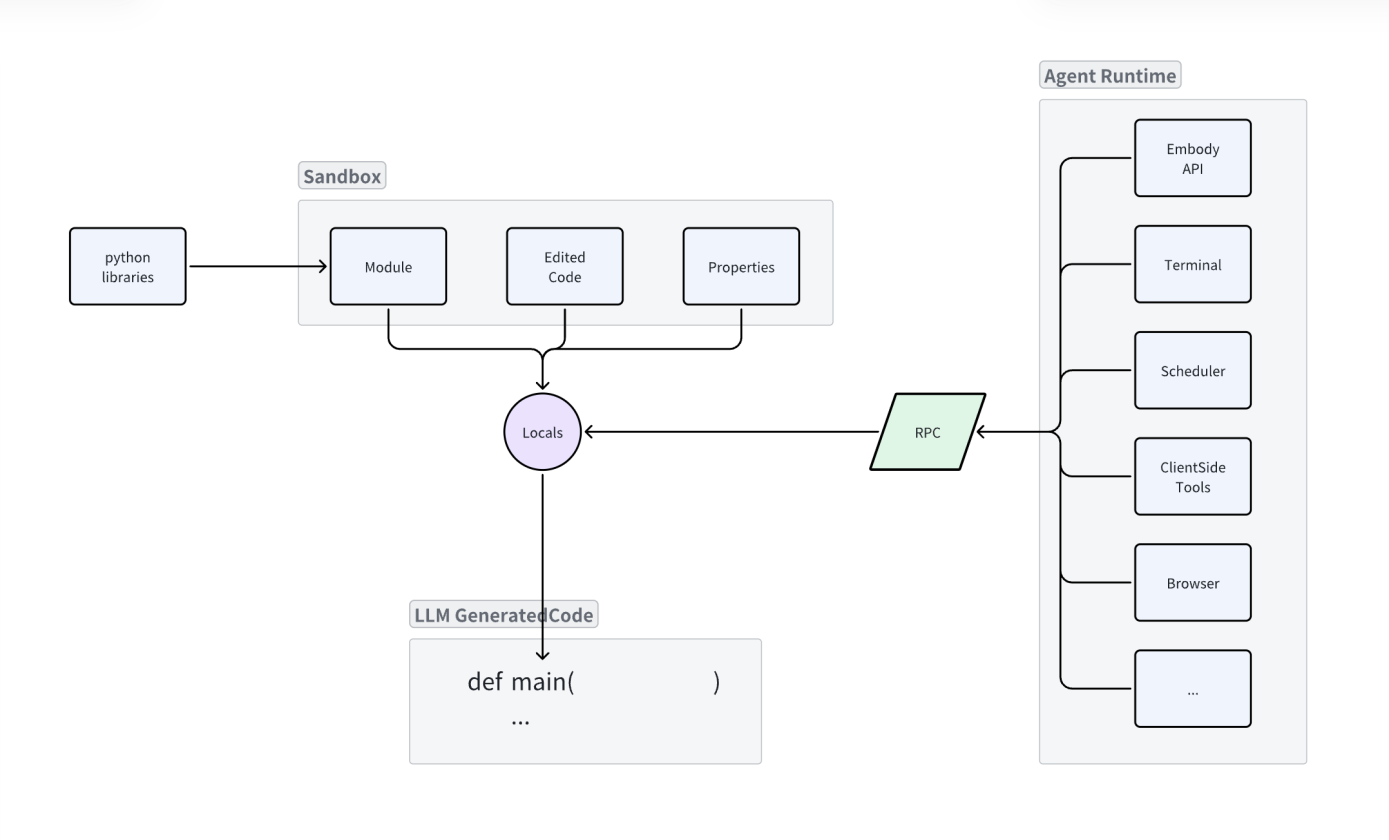 Agent Runtime
Embody
API
Sandbox
python
libraries
Module
Edited
Code
Properties
Terminal
Scheduler
Locals
RPC
ClientSide
Tools
Browser
LLM GeneratedCode
def main( )
...
...